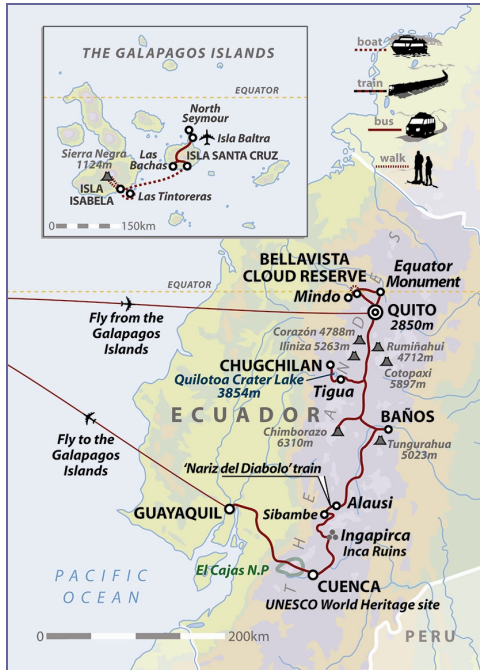 THE GALAPAGOS ISLANDS
EQUATOR
North
Seymour
Isla Baltra
Las
Bachas
ISLA SANTA CRUZ
Sierra Negra
1124m
ISLA
ISABELA
Las Tintoreras
0
150km
boat
train
bus
walk
EQUATOR
BELLAVISTA
CLOUD RESERVE
Mindo
Equator
Monument
QUITO
2850m
Fly from the
Galapagos
Islands
Corazón 4788m
Iliniza 5263m
Rumiñahui
4712m
Cotopaxi
5897m
CHUGCHILAN
Quilotoa Crater Lake
3854m
Tigua
ECUADOR
THE ANDES
Fly to the
Galapagos
Islands
BAÑOS
Chimborazo
6310m
Tungurahua
5023m
'Nariz del Diabolo' train
Alausi
Sibambe
GUAYAQUIL
Ingapirca
Inca Ruins
El Cajas N.P
CUENCA
UNESCO World Heritage site
PACIFIC
OCEAN
0
200km
PERU